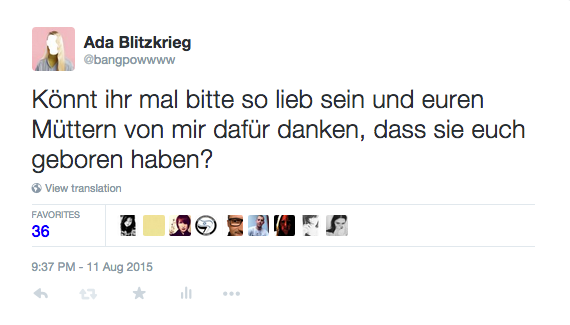 Ada Blitzkrieg
@bangpowwww
Könnt ihr mal bitte so lieb sein und euren
Müttern von mir dafür danken, dass sie euch
geboren haben?
View translation
FAVORITES
36
9:37 PM - 11 Aug 2015